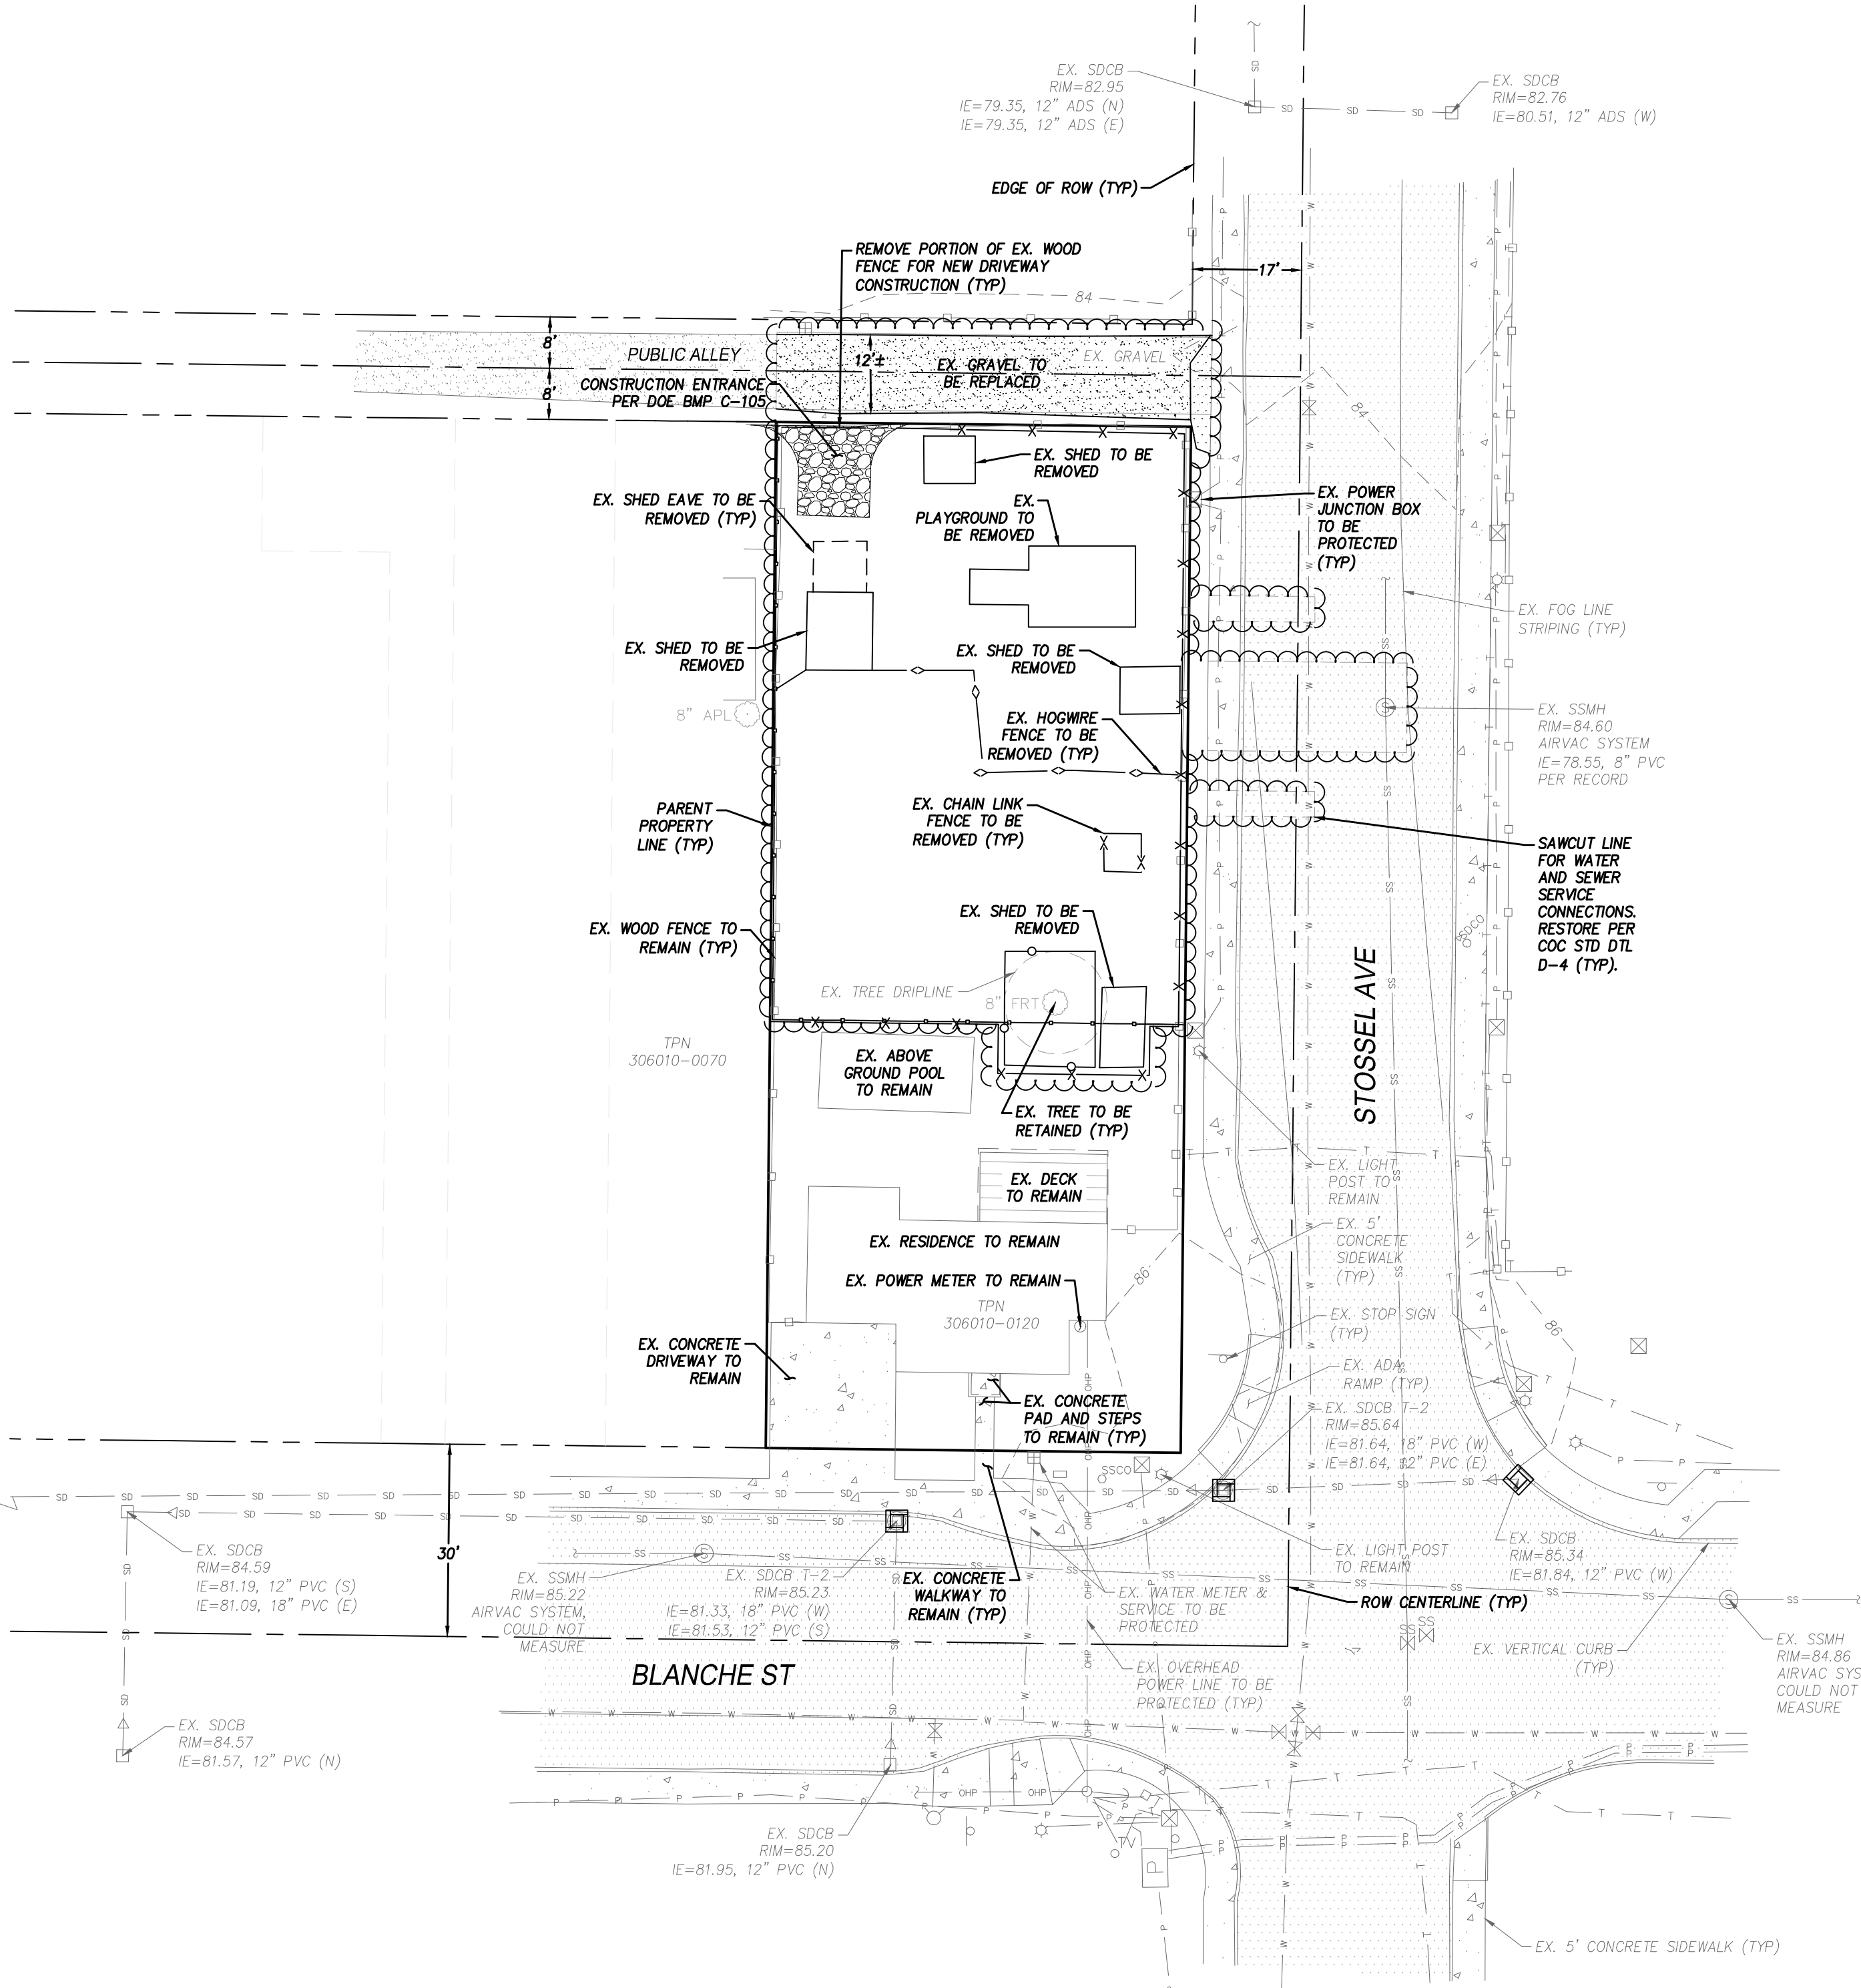 EX. SDCB
RIM=82.95
IE=79.35, 12" ADS (N)
IE=79.35, 12" ADS (E)
EX. SDCB
RIM=82.76
IE=80.51, 12" ADS (W)
EDGE OF ROW (TYP)
REMOVE PORTION OF EX. WOOD
FENCE FOR NEW DRIVEWAY
CONSTRUCTION (TYP)
17'
84
8'
8'
PUBLIC ALLEY
12'±
EX. GRAVEL TO
BE REPLACED
EX. GRAVEL
CONSTRUCTION ENTRANCE
PER DOE BMP C-105
84
EX. SHED TO BE
REMOVED
EX. SHED EAVE TO BE
REMOVED (TYP)
EX.
PLAYGROUND TO
BE REMOVED
EX. POWER
JUNCTION BOX
TO BE
PROTECTED
(TYP)
EX. FOG LINE
STRIPING (TYP)
EX. SHED TO BE
REMOVED
EX. SHED TO BE
REMOVED
8" APL
EX. HOGWIRE
FENCE TO BE
REMOVED (TYP)
EX. SSMH
RIM=84.60
AIRVAC SYSTEM
IE=78.55, 8" PVC
PER RECORD
PARENT
PROPERTY
LINE (TYP)
EX. CHAIN LINK
FENCE TO BE
REMOVED (TYP)
SAWCUT LINE
FOR WATER
AND SEWER
SERVICE
CONNECTIONS.
RESTORE PER
COC STD DTL
D-4 (TYP).
EX. WOOD FENCE TO
REMAIN (TYP)
EX. SHED TO BE
REMOVED
SSDCO
EX. TREE DRIPLINE
8" FRT
STOSSEL AVE
TPN
306010-0070
EX. ABOVE
GROUND POOL
TO REMAIN
EX. TREE TO BE
RETAINED (TYP)
EX. DECK
TO REMAIN
EX. LIGHT
POST TO
REMAIN
EX. 5'
CONCRETE
SIDEWALK
(TYP)
EX. RESIDENCE TO REMAIN
86
EX. POWER METER TO REMAIN
TPN
306010-0120
EX. STOP SIGN
(TYP)
86
EX. CONCRETE
DRIVEWAY TO
REMAIN
EX. ADA
RAMP (TYP)
EX. CONCRETE
PAD AND STEPS
TO REMAIN (TYP)
EX. SDCB T-2
RIM=85.64
IE=81.64, 18" PVC (W)
IE=81.64, 12" PVC (E)
SSCO
30'
EX. SDCB
RIM=84.59
IE=81.19, 12" PVC (S)
IE=81.09, 18" PVC (E)
EX. SSMH
RIM=85.22
AIRVAC SYSTEM,
COULD NOT
MEASURE
EX. SDCB T-2
RIM=85.23
IE=81.33, 18" PVC (W)
IE=81.53, 12" PVC (S)
EX. CONCRETE
WALKWAY TO
REMAIN (TYP)
EX. WATER METER &
SERVICE TO BE
PROTECTED
EX. LIGHT POST
TO REMAIN
EX. SDCB
RIM=85.34
IE=81.84, 12" PVC (W)
ROW CENTERLINE (TYP)
EX. VERTICAL CURB
(TYP)
EX. SSMH
RIM=84.86
AIRVAC SYS
COULD NOT
MEASURE
BLANCHE ST
EX. OVERHEAD
POWER LINE TO BE
PROTECTED (TYP)
EX. SDCB
RIM=84.57
IE=81.57, 12" PVC (N)
EX. SDCB
RIM=85.20
IE=81.95, 12" PVC (N)
TV
P
EX. 5' CONCRETE SIDEWALK (TYP)